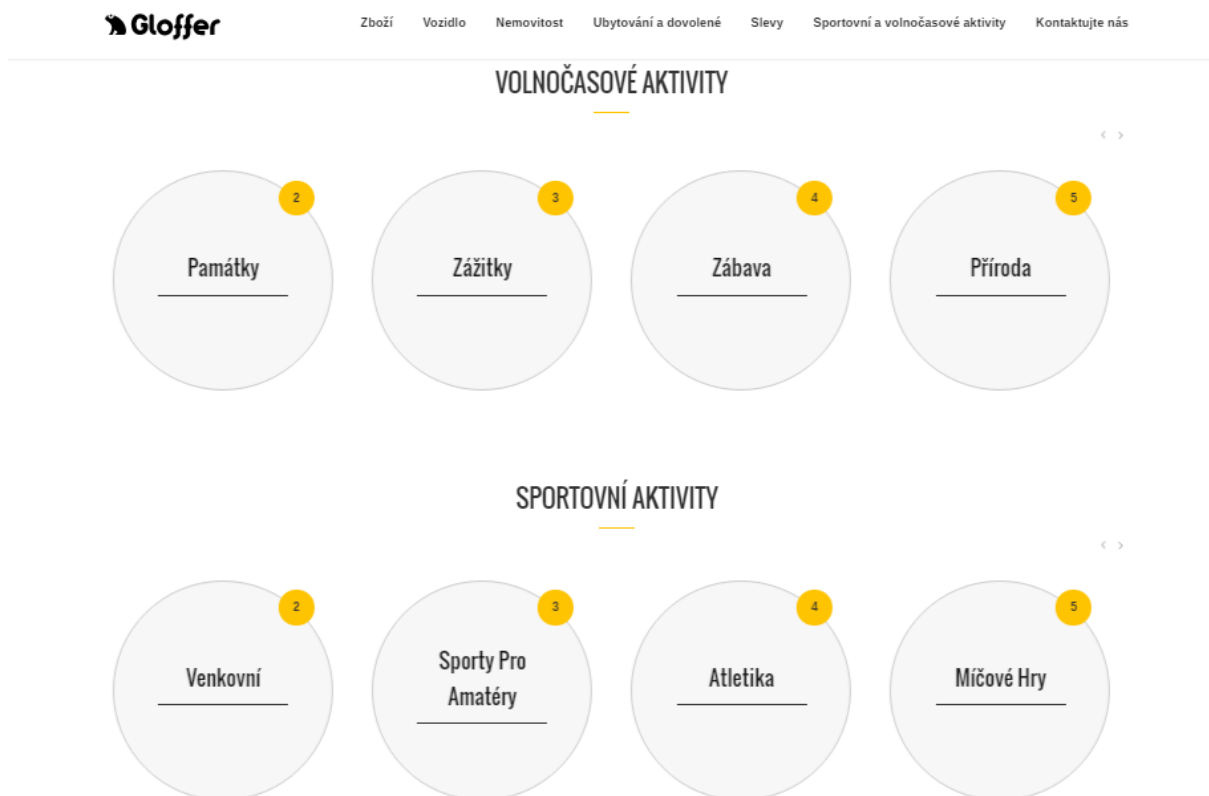 Gloffer
Zboží Vozidlo Nemovitost Ubytování a dovolené Slevy Sportovní a volnočasové aktivity Kontaktujte nás
VOLNOČASOVÉ AKTIVITY
2 3 4 5
Památky Zážitky Zábava Příroda
SPORTOVNÍ AKTIVITY
2 3 4 5
Venkovní Sporty Pro Atletika Míčové Hry
Amatéry